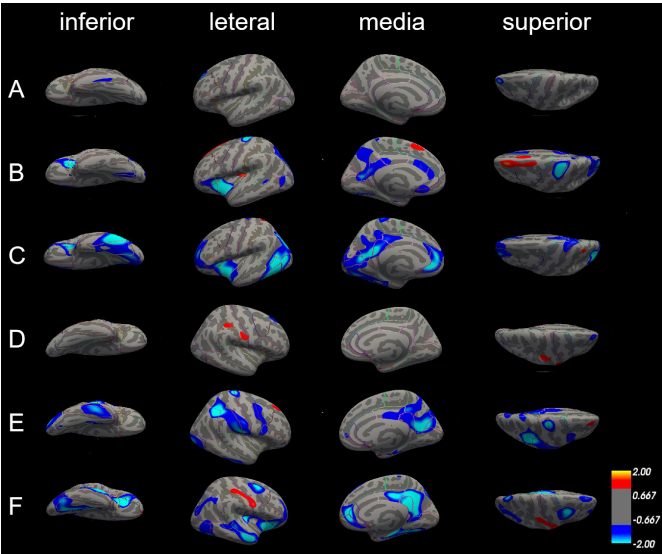 inferior leteral media superior
A
B
C
D
E
F
2.00
0.667
-0.667
-2.00